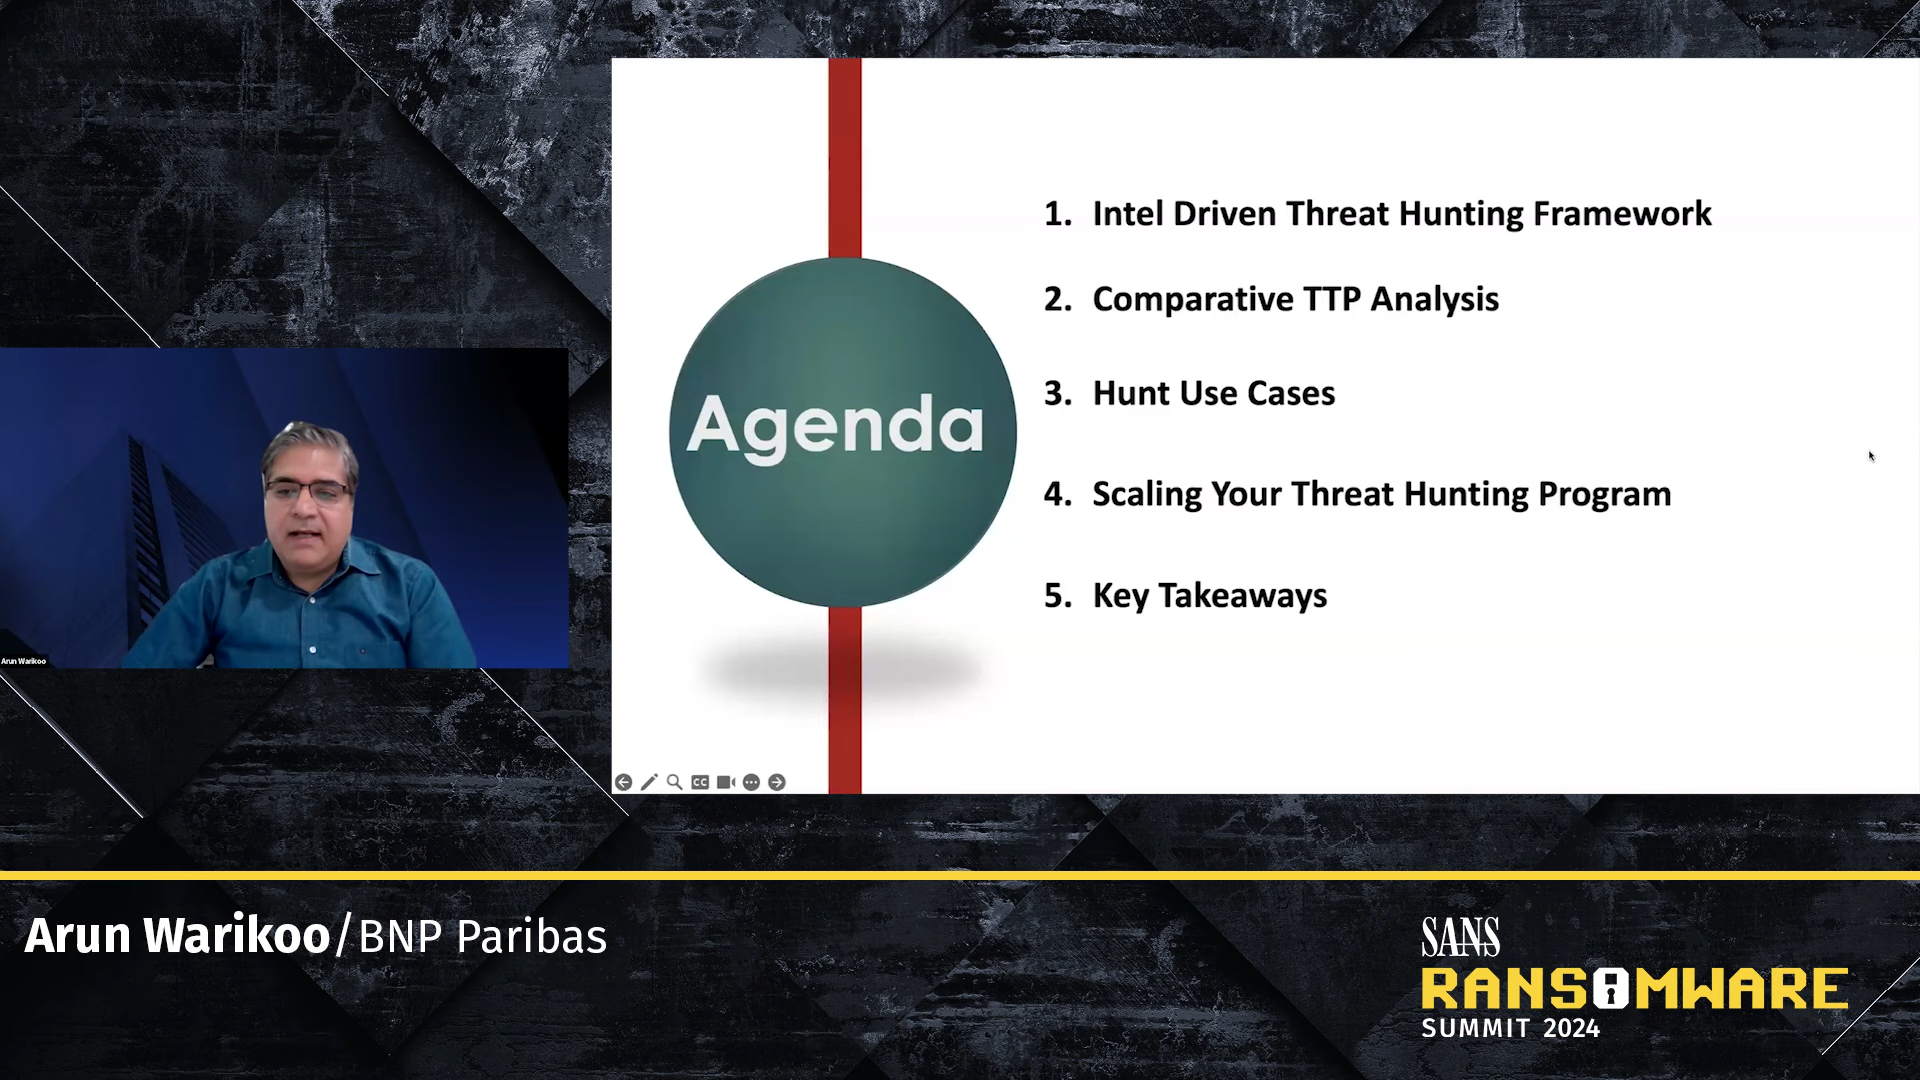 Agenda
1. Intel Driven Threat Hunting Framework
2. Comparative TTP Analysis
3. Hunt Use Cases
4. Scaling Your Threat Hunting Program
5. Key Takeaways
CC
Arun Warikoo
Arun Warikoo/BNP Paribas
SANS
RANSOMWARE
SUMMIT 2024